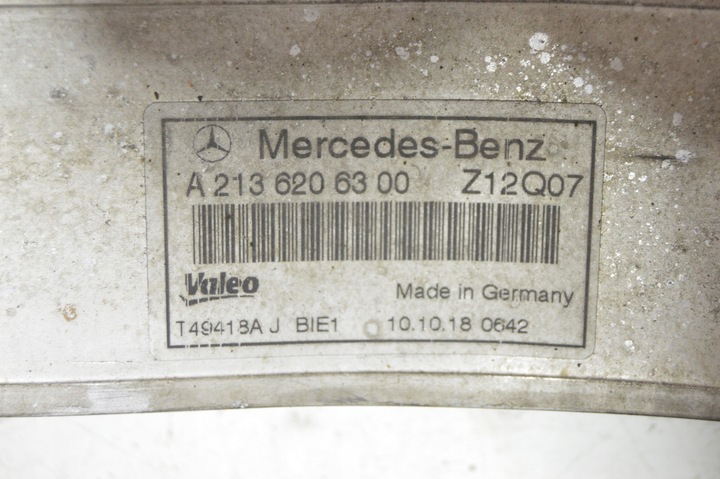 Mercedes-Benz
A 213 620 63 00 Z12Q07
Valeo
Made in Germany
T49418A J BIE1 10.10.18 0642